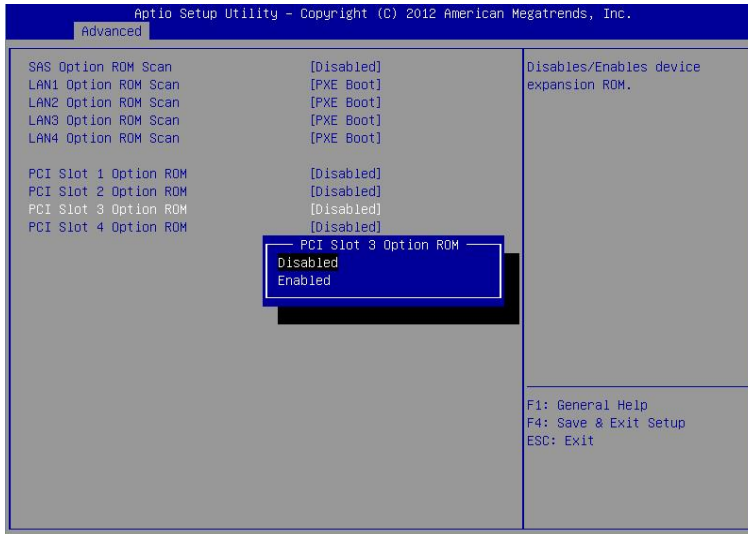 Aptio Setup Utility – Copyright (C) 2012 American Megatrends, Inc.
Advanced
SAS Option ROM Scan [Disabled]
LAN1 Option ROM Scan [PXE Boot]
LAN2 Option ROM Scan [PXE Boot]
LAN3 Option ROM Scan [PXE Boot]
LAN4 Option ROM Scan [PXE Boot]
PCI Slot 1 Option ROM [Disabled]
PCI Slot 2 Option ROM [Disabled]
PCI Slot 3 Option ROM [Disabled]
PCI Slot 4 Option ROM [Disabled]
PCI Slot 3 Option ROM
Disabled
Enabled
Disables/Enables device
expansion ROM.
F1: General Help
F4: Save & Exit Setup
ESC: Exit